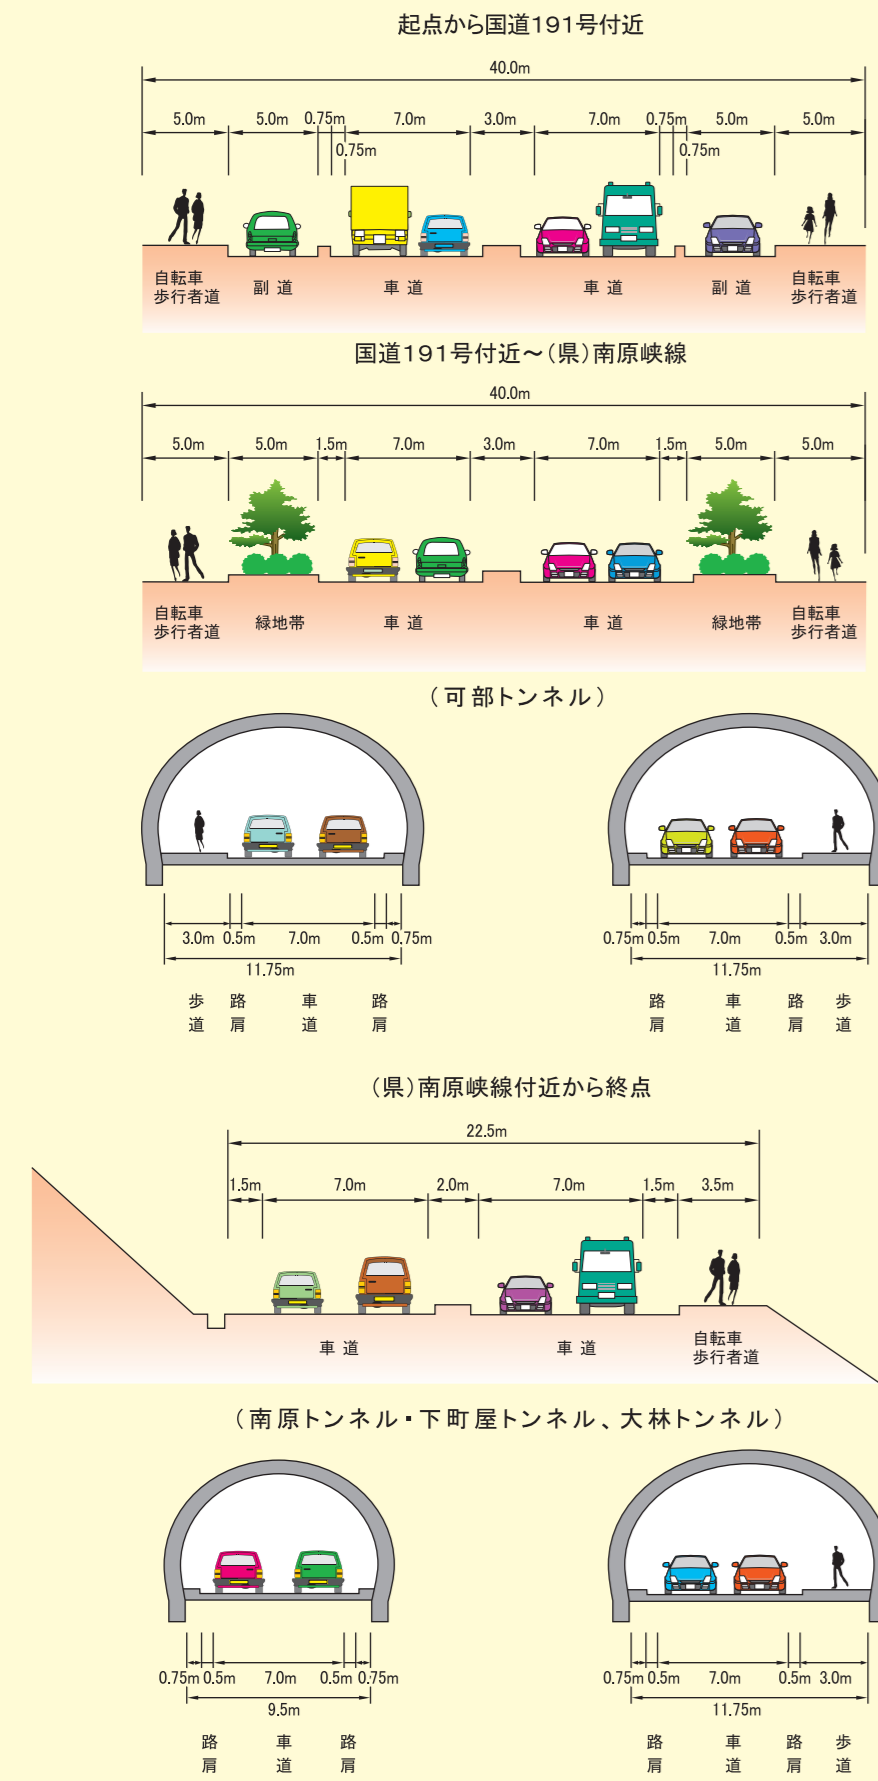 起点から国道191号付近
40.0m
5.0m 5.0m 0.75m 7.0m 3.0m 7.0m 0.75m 5.0m 5.0m
0.75m 0.75m
自転車 副道 車道 車道 副道 自転車
歩行者道 歩行者道
国道191号付近～(県)南原峡線
40.0m
5.0m 5.0m 1.5m 7.0m 3.0m 7.0m 1.5m 5.0m 5.0m
自転車 緑地帯 車道 車道 緑地帯 自転車
歩行者道 歩行者道
(可部トンネル)
3.0m 0.5m 7.0m 0.5m 0.75m 0.75m 0.5m 7.0m 0.5m 3.0m
11.75m 11.75m
歩道 路肩 車道 路肩 路肩 車道 路肩 歩道
(県)南原峡線付近から終点
22.5m
1.5m 7.0m 2.0m 7.0m 1.5m 3.5m
車道 車道 自転車
歩行者道
(南原トンネル・下町屋トンネル、大林トンネル)
0.75m 0.5m 7.0m 0.5m 0.75m 0.75m 0.5m 7.0m 0.5m 3.0m
9.5m 11.75m
路肩 車道 路肩 路肩 車道 路肩 歩道